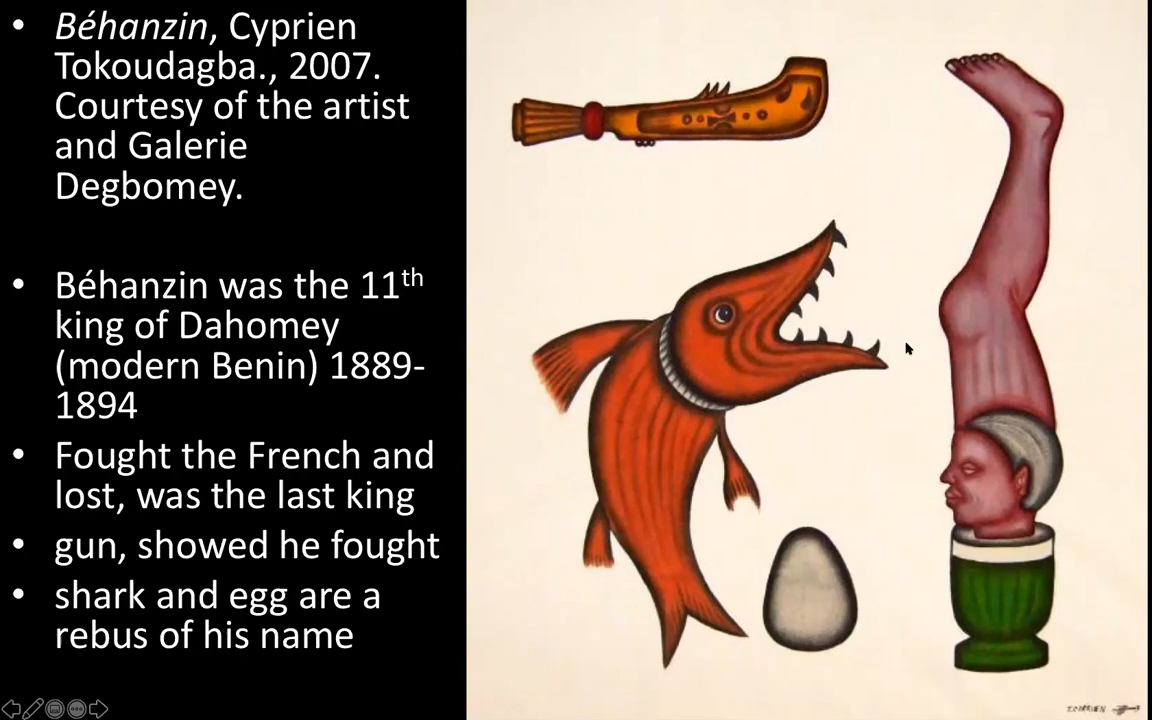 • Béhanzin, Cyprien
Tokoudagba., 2007.
Courtesy of the artist
and Galerie
Degbomey.
• Béhanzin was the 11th
king of Dahomey
(modern Benin) 1889-
1894
• Fought the French and
lost, was the last king
• gun, showed he fought
• shark and egg are a
rebus of his name